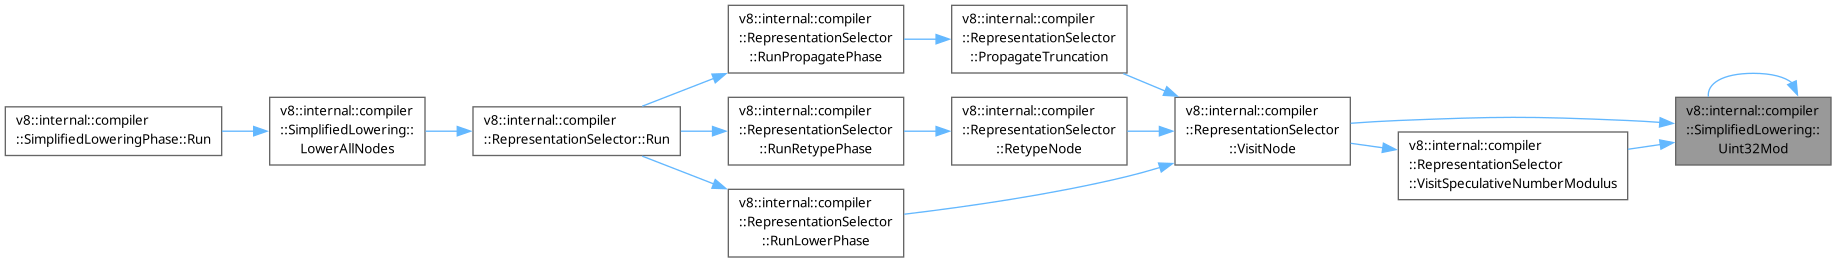 v8::internal::compiler
::SimplifiedLoweringPhase::Run
v8::internal::compiler
::SimplifiedLowering::
LowerAllNodes
v8::internal::compiler
::RepresentationSelector::Run
v8::internal::compiler
::RepresentationSelector
::RunPropagatePhase
v8::internal::compiler
::RepresentationSelector
::RunRetypePhase
v8::internal::compiler
::RepresentationSelector
::RunLowerPhase
v8::internal::compiler
::RepresentationSelector
::PropagateTruncation
v8::internal::compiler
::RepresentationSelector
::RetypeNode
v8::internal::compiler
::RepresentationSelector
::VisitNode
v8::internal::compiler
::RepresentationSelector
::VisitSpeculativeNumberModulus
v8::internal::compiler
::SimplifiedLowering::
Uint32Mod